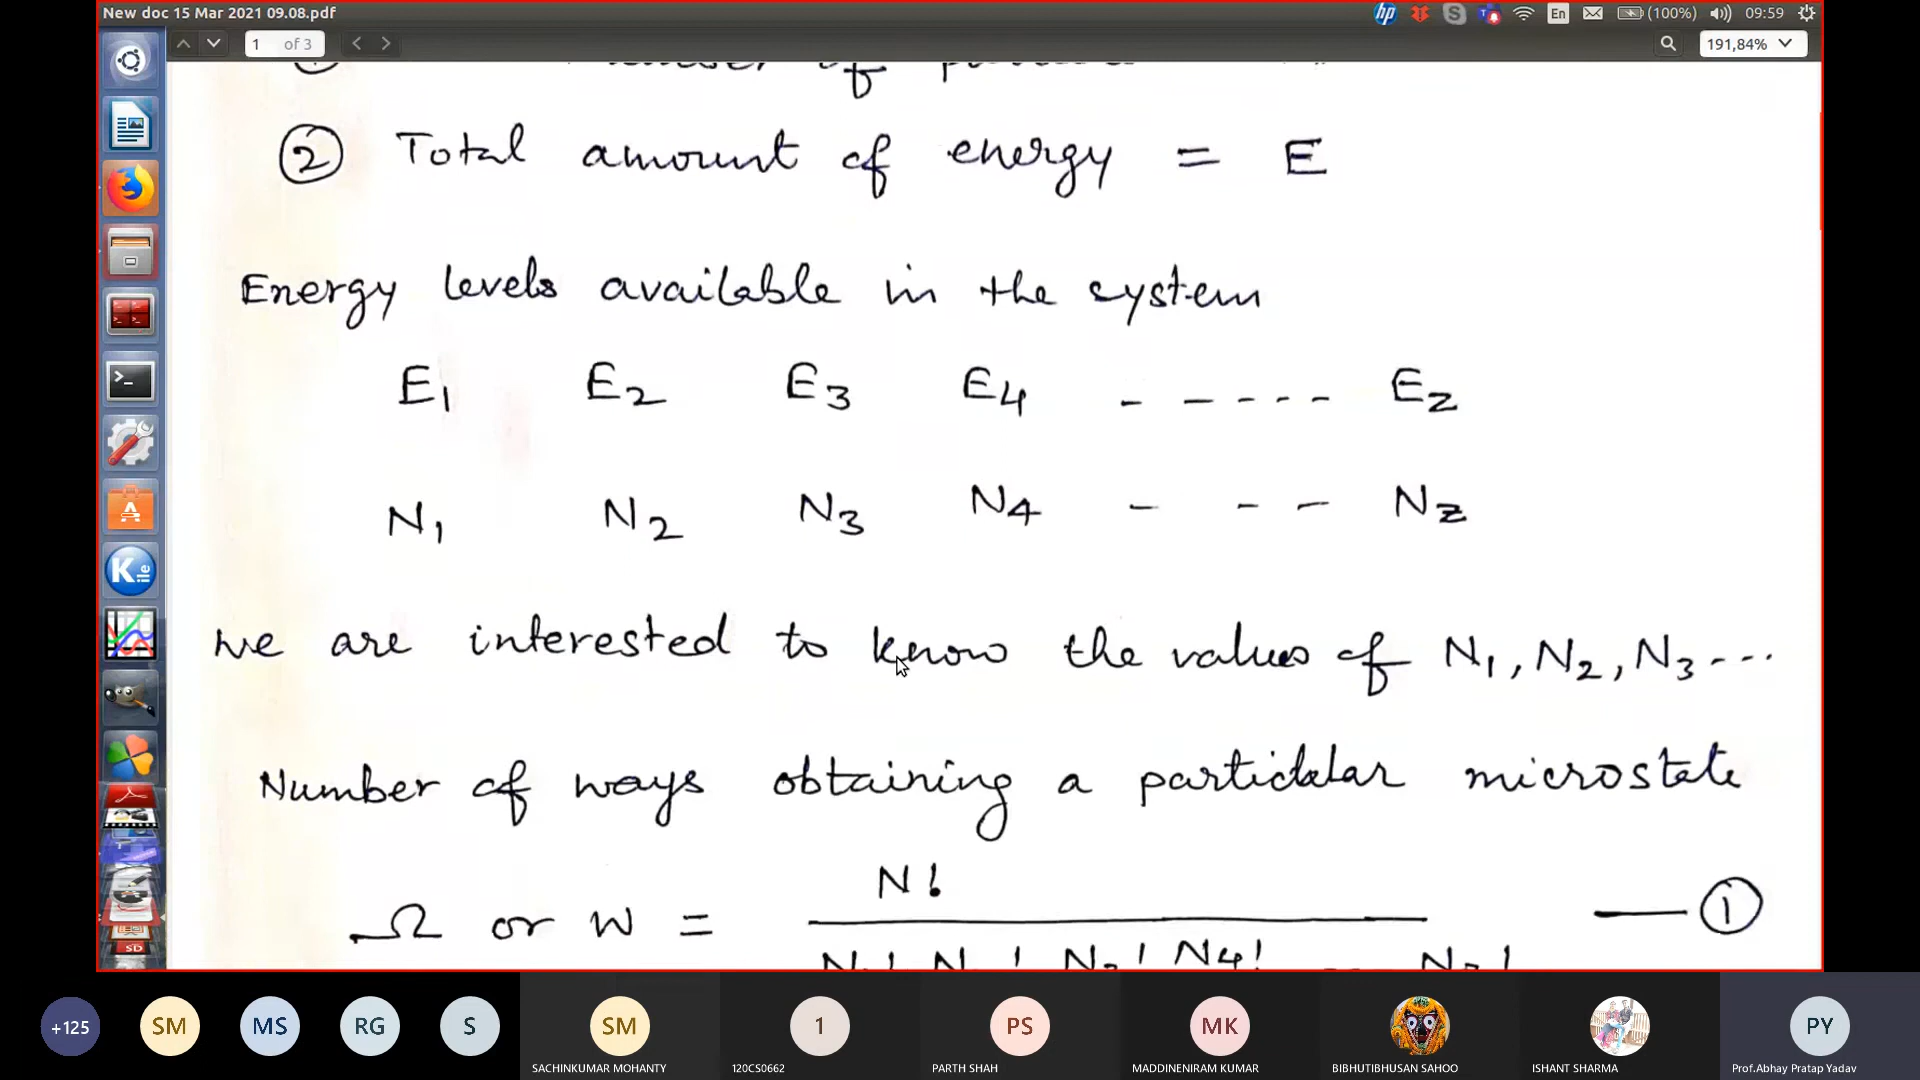 New doc 15 Mar 2021 09.08.pdf
En
(100%)
09:59
1 of 3
191,84%
of
② Total amount of energy = E
Energy levels available in the system
E1 E2 E3 E4 - - - - - Ez
N1 N2 N3 N4 - - - Nz
We are interested to know the values of N1, N2, N3 - - -
Number of ways obtaining a particular microstate
N!
Ω or W = —— ①
N4!
+125
SM
MS
RG
S
SM
SACHINKUMAR MOHANTY
1
120CS0662
PS
PARTH SHAH
MK
MADDINENIRAM KUMAR
BIBHUTIBHUSAN SAHOO
ISHANT SHARMA
PY
Prof.Abhay Pratap Yadav